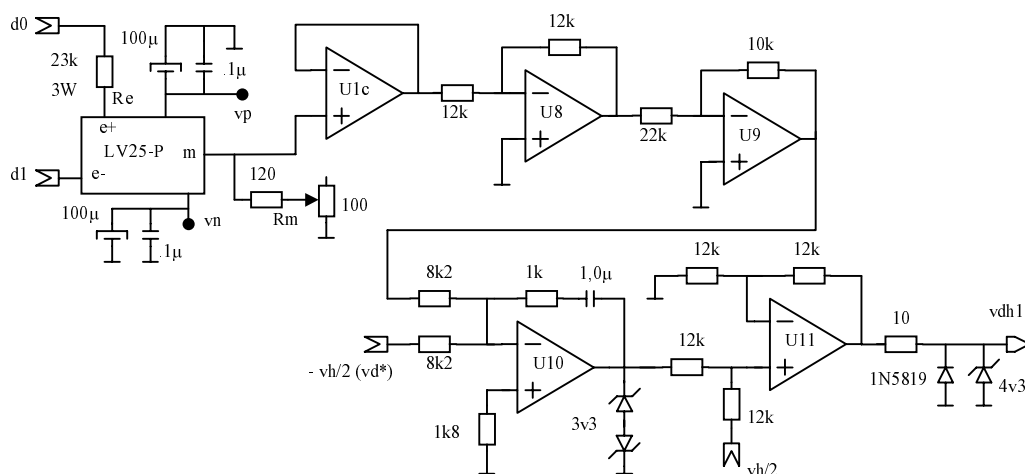 d0
100µ
12k
10k
23k
3W
Re
.1µ
vp
U1c
12k
U8
22k
U9
e+
LV25-P
m
d1
e-
120
Rm
100
100µ
.1µ
vn
8k2
1k
1,0µ
12k
12k
10
vdh1
- vh/2 (vd*)
8k2
U10
12k
U11
1N5819
4v3
1k8
3v3
12k
vh/2